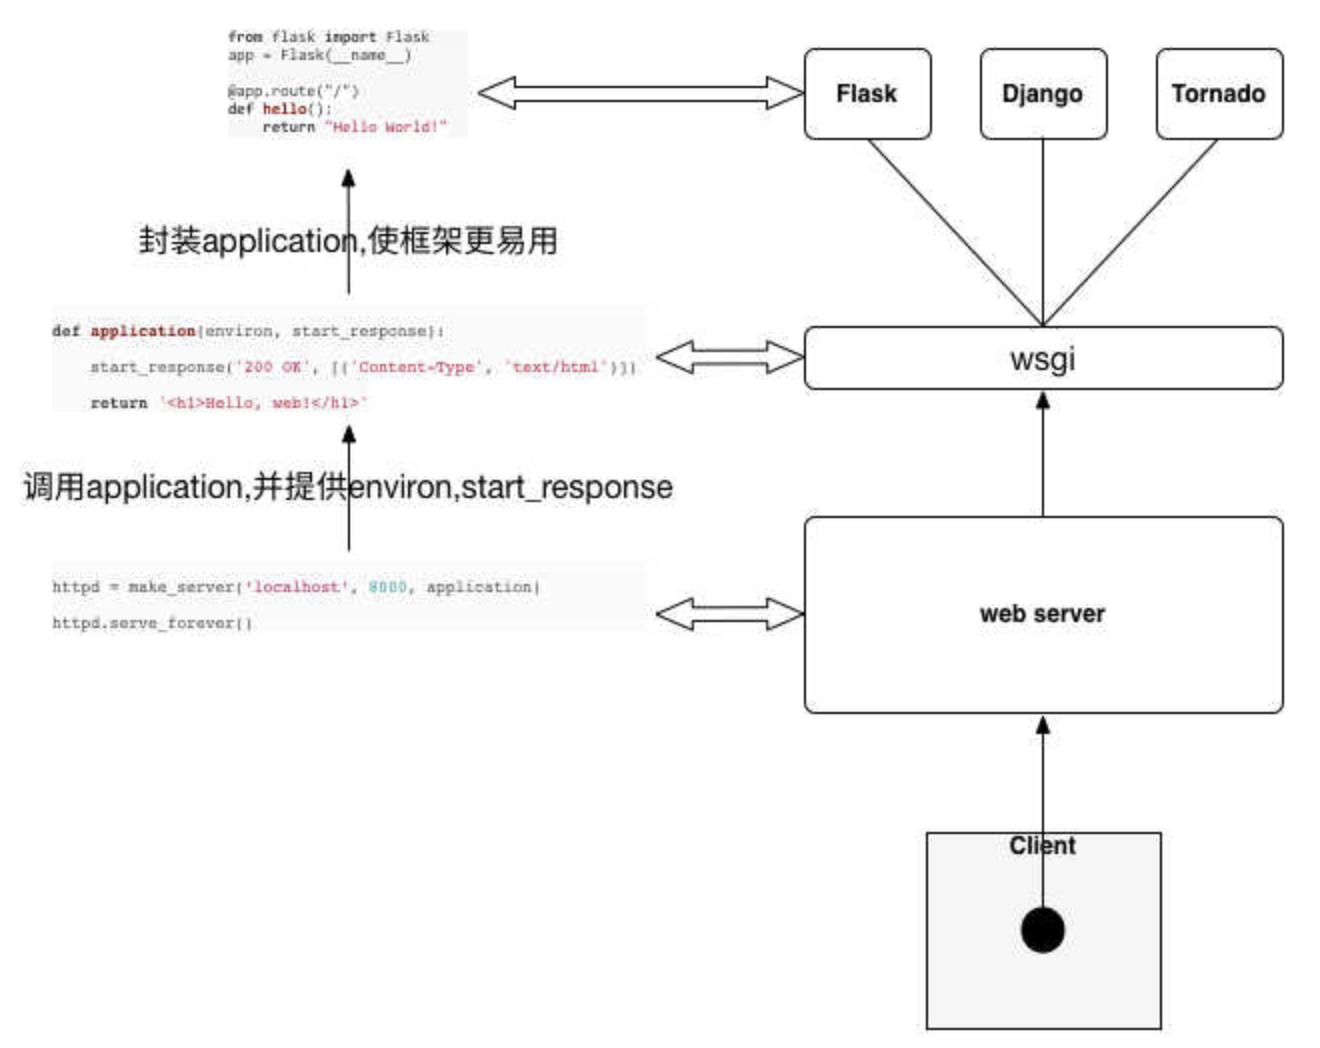 from flask import Flask
app = Flask(__name__)
@app.route("/")
def hello():
return "Hello World!"
Flask
Django
Tornado
封装application,使框架更易用
def application(environ, start_response):
start_response('200 OK', [('Content-Type', 'text/html')])
return '<h1>Hello, web!</h1>'
wsgi
调用application,并提供environ,start_response
httpd = make_server('localhost', 8000, application)
httpd.serve_forever()
web server
Client